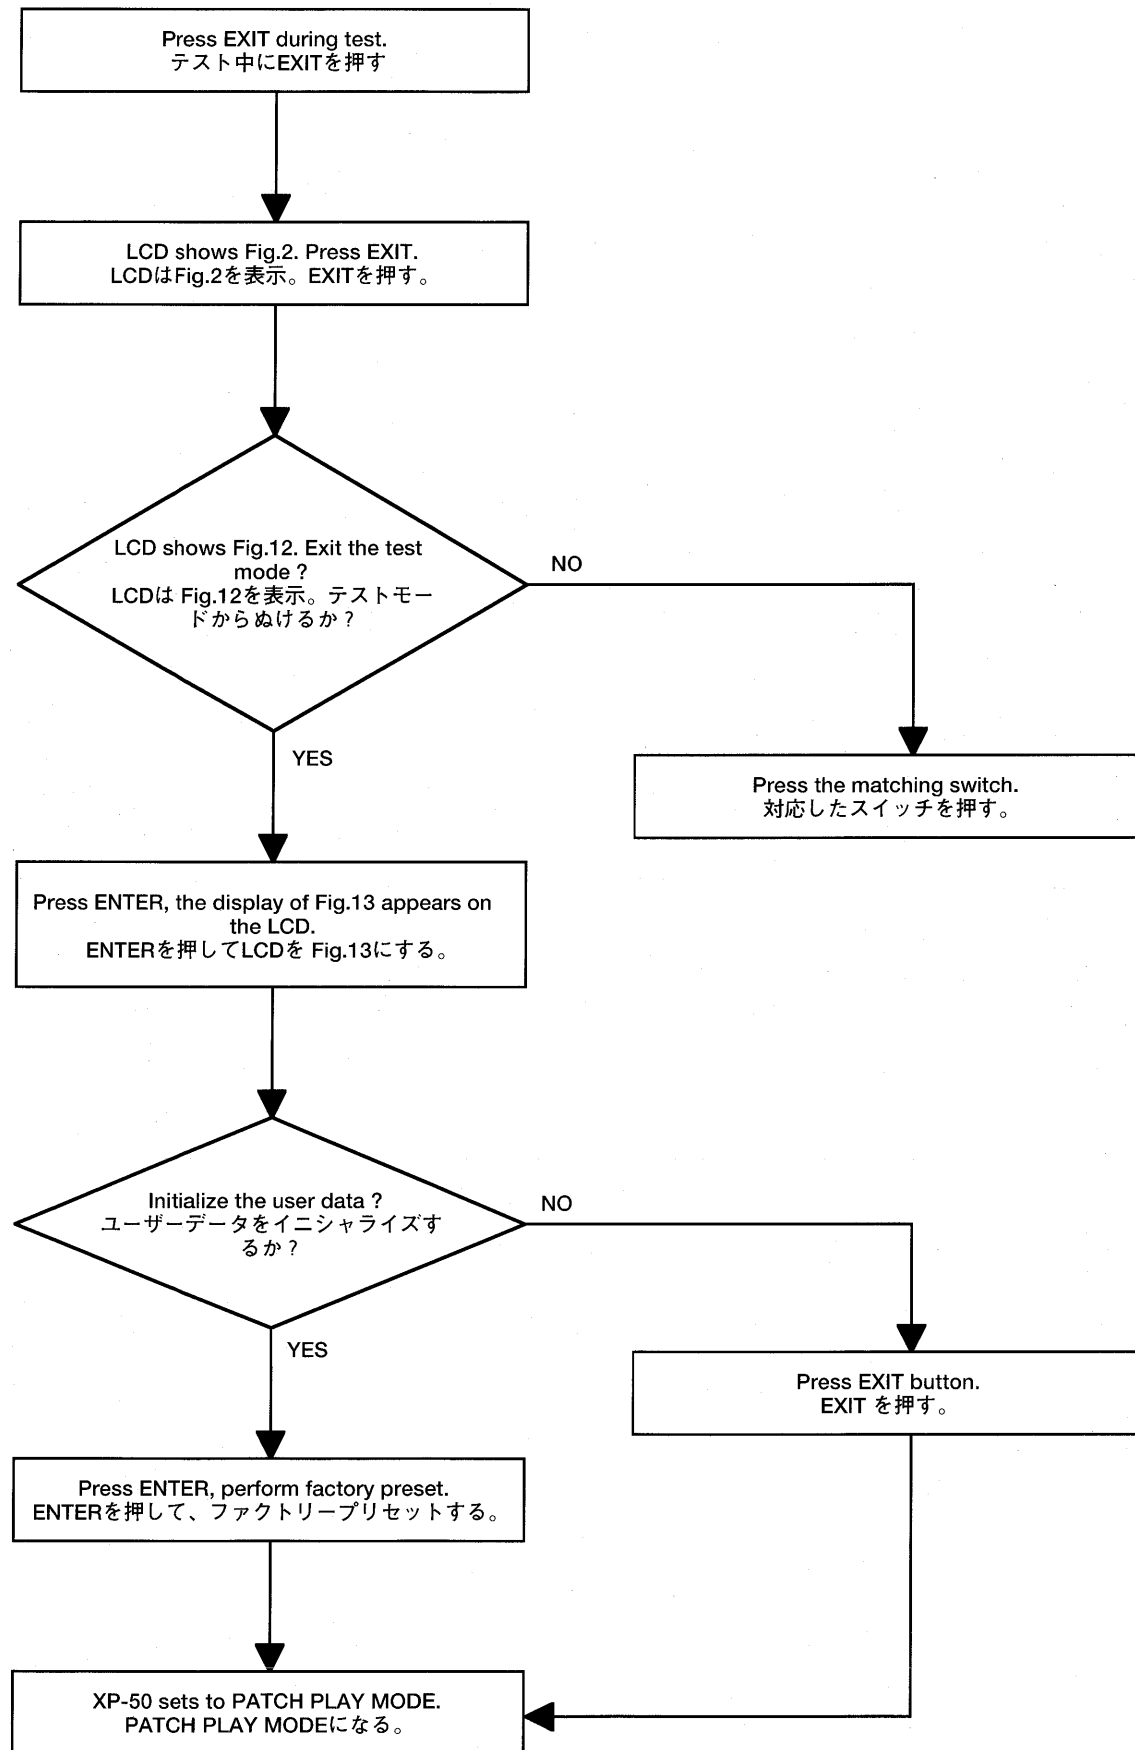 Press EXIT during test.
テスト中にEXITを押す
LCD shows Fig.2. Press EXIT.
LCDはFig.2を表示。EXITを押す。
LCD shows Fig.12. Exit the test
mode ?
LCDは Fig.12を表示。テストモー
ドからぬけるか？
NO
YES
Press the matching switch.
対応したスイッチを押す。
Press ENTER, the display of Fig.13 appears on
the LCD.
ENTERを押してLCDを Fig.13にする。
Initialize the user data ?
ユーザーデータをイニシャライズす
るか？
NO
YES
Press EXIT button.
EXIT を押す。
Press ENTER, perform factory preset.
ENTERを押して、ファクトリープリセットする。
XP-50 sets to PATCH PLAY MODE.
PATCH PLAY MODEになる。